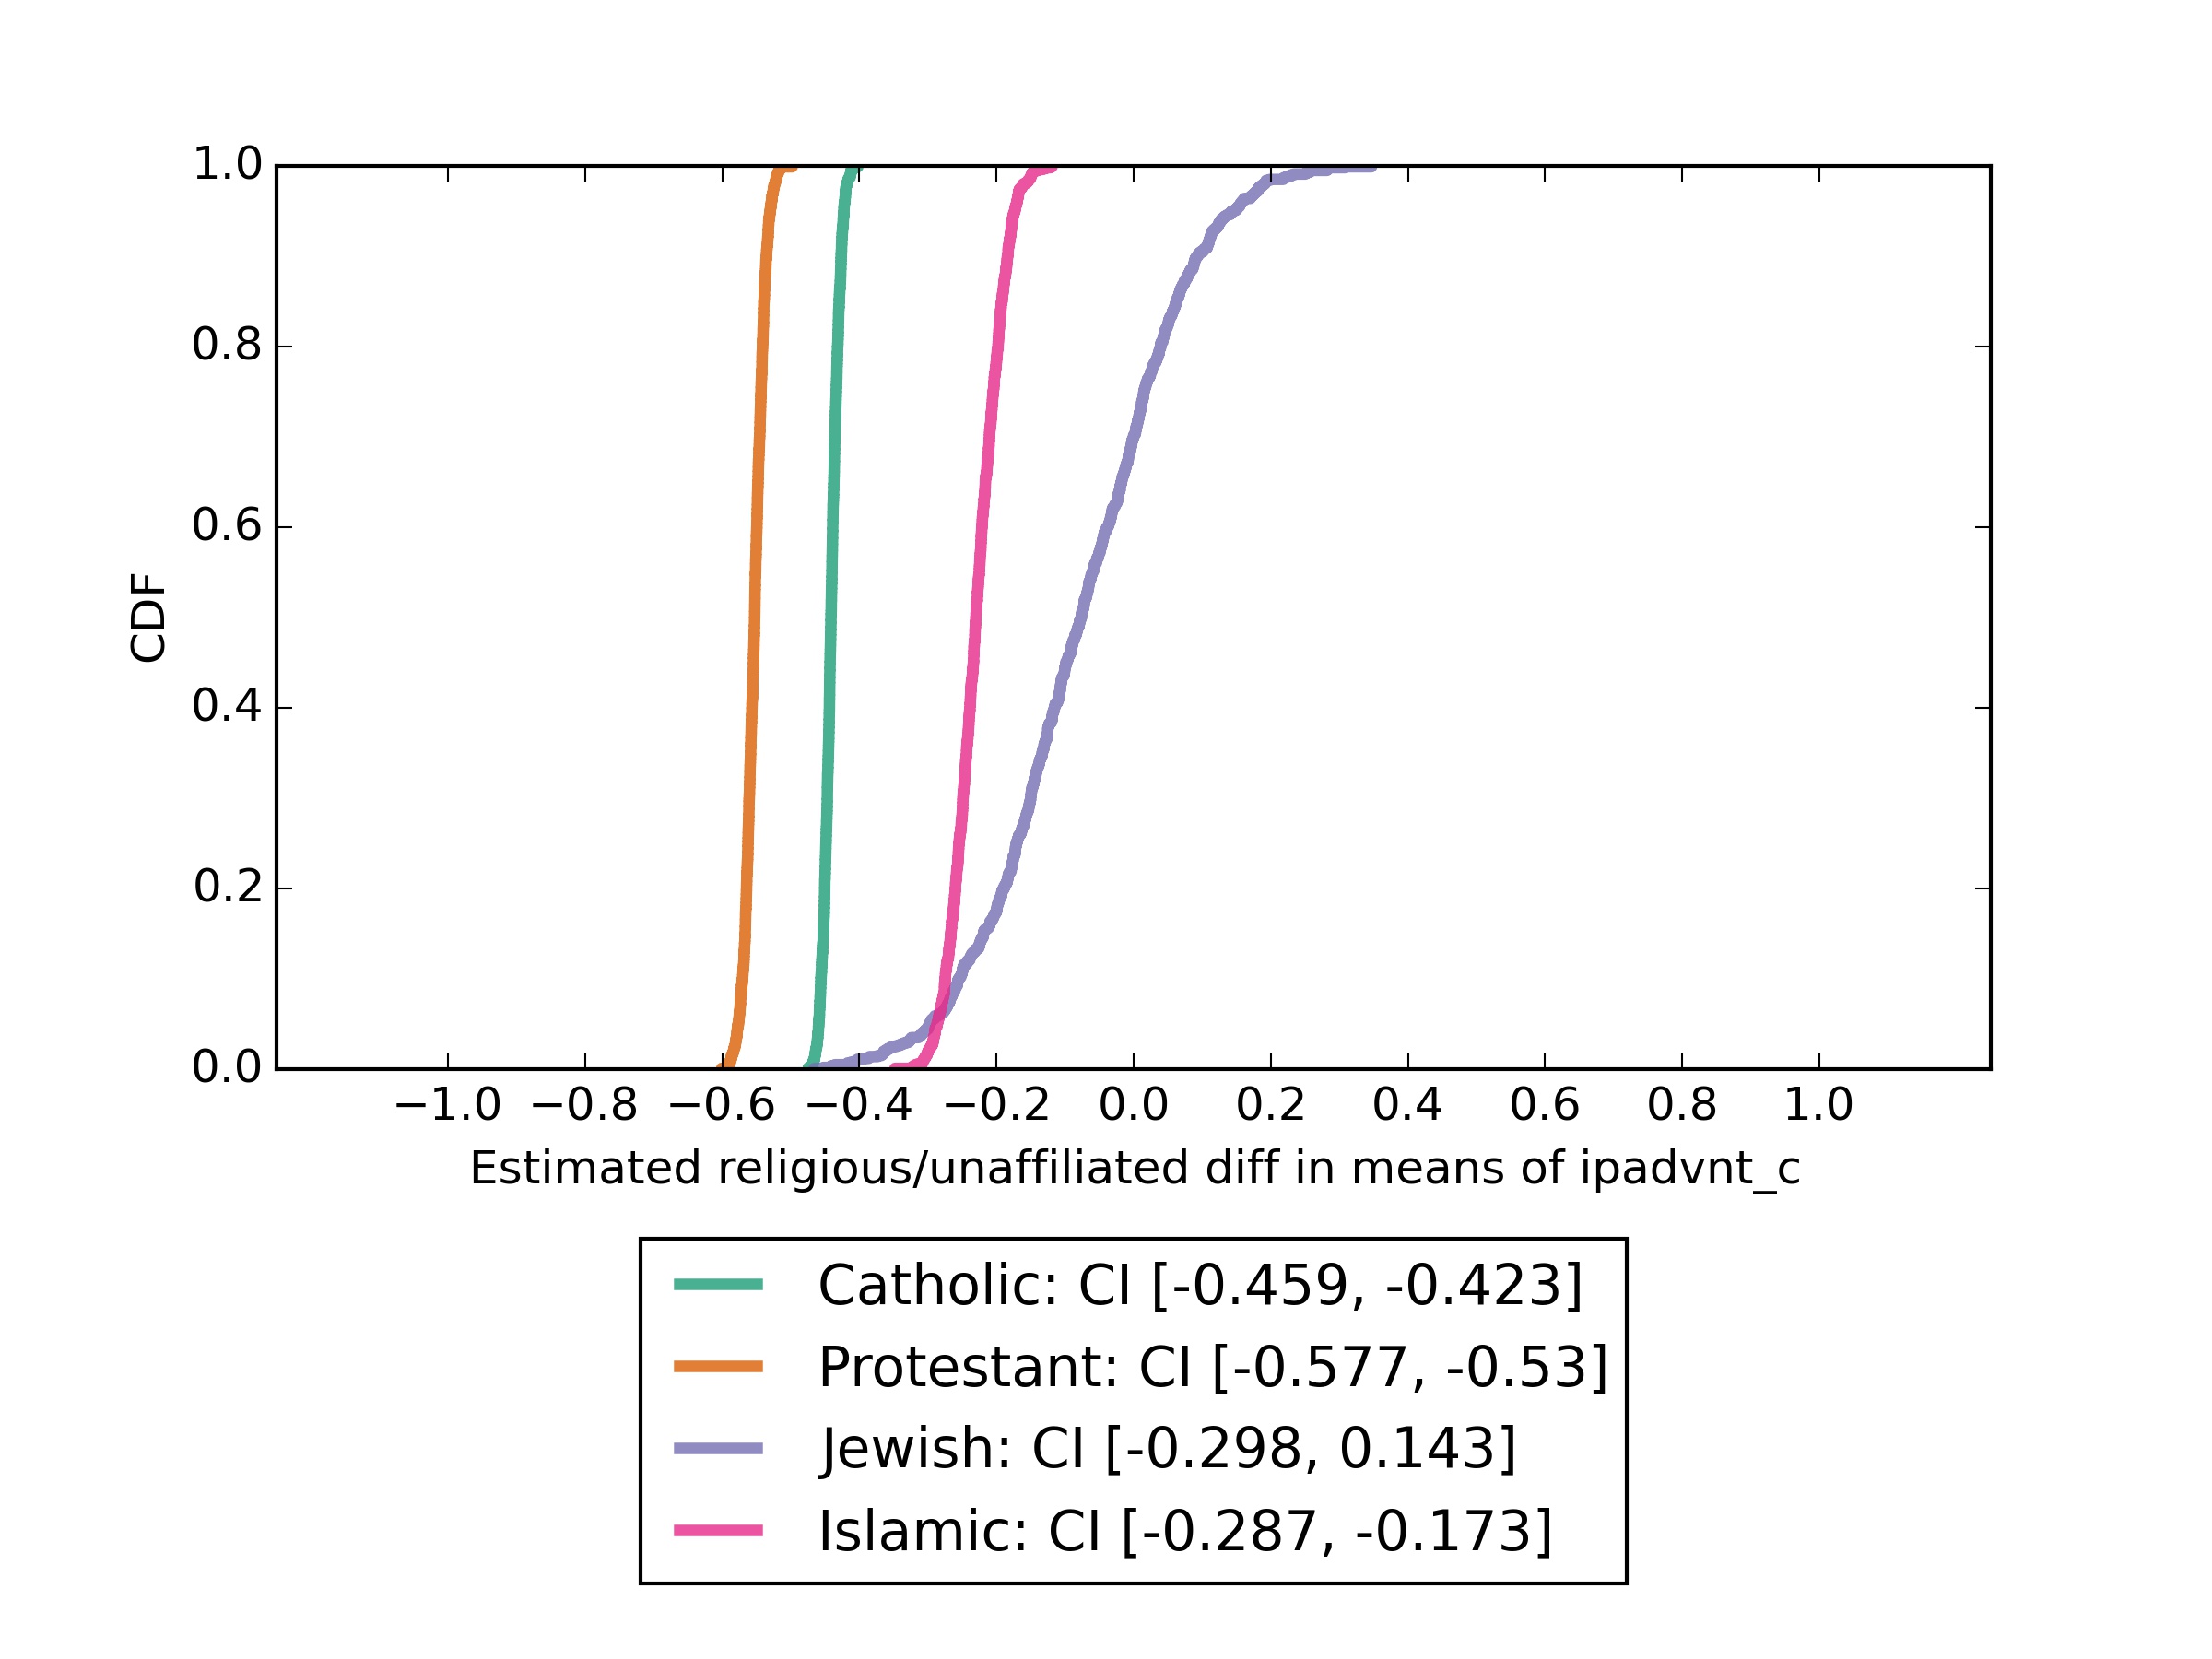 1.0
0.8
0.6
0.4
0.2
0.0
CDF
−1.0 −0.8 −0.6 −0.4 −0.2 0.0 0.2 0.4 0.6 0.8 1.0
Estimated religious/unaffiliated diff in means of ipadvnt_c
Catholic: CI [-0.459, -0.423]
Protestant: CI [-0.577, -0.53]
Jewish: CI [-0.298, 0.143]
Islamic: CI [-0.287, -0.173]